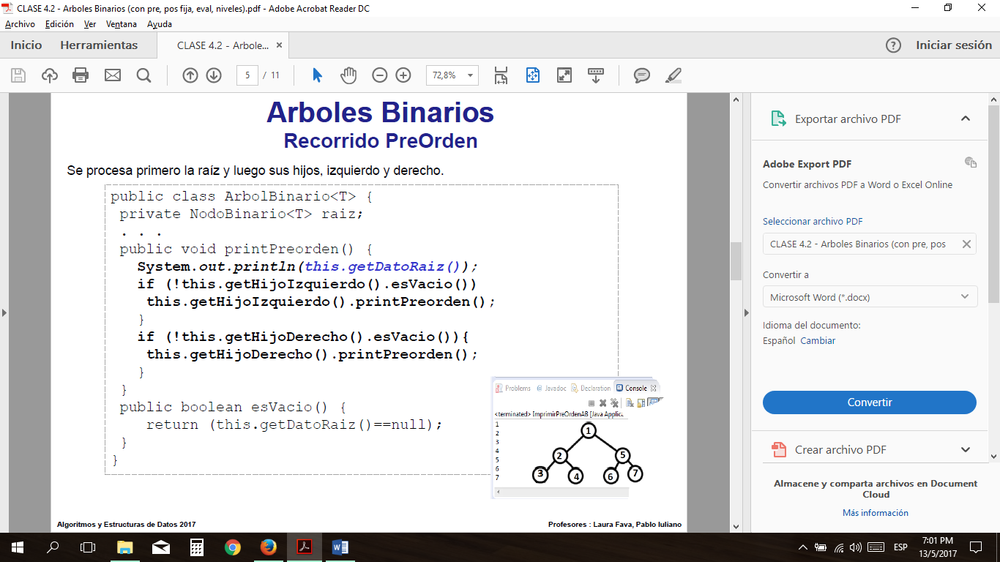 CLASE 4.2 - Arboles Binarios (con pre, pos fija, eval, niveles).pdf - Adobe Acrobat Reader DC
Archivo Edición Ver Ventana Ayuda
Inicio Herramientas CLASE 4.2 - Arbole... × ? Iniciar sesión
5 / 11 72,8%
Arboles Binarios
Recorrido PreOrden
Se procesa primero la raíz y luego sus hijos, izquierdo y derecho.
public class ArbolBinario<T> {
private NodoBinario<T> raiz;
. . .
public void printPreorden() {
System.out.println(this.getDatoRaiz());
if (!this.getHijoIzquierdo().esVacio())
this.getHijoIzquierdo().printPreorden();
}
if (!this.getHijoDerecho().esVacio()){
this.getHijoDerecho().printPreorden();
}
}
public boolean esVacio() {
return (this.getDatoRaiz()==null);
}
}
Problems @ Javadoc Declaration Console
<terminated> ImprimirPreOrdenAB [Java Applic
1
2
3
4
5
6
7
1
2 5
3 4 6 7
Algoritmos y Estructuras de Datos 2017 Profesores : Laura Fava, Pablo Iuliano
Exportar archivo PDF
Adobe Export PDF
Convertir archivos PDF a Word o Excel Online
Seleccionar archivo PDF
CLASE 4.2 - Arboles Binarios (con pre, pos
Convertir a
Microsoft Word (*.docx)
Idioma del documento:
Español Cambiar
Convertir
Crear archivo PDF
Almacene y comparta archivos en Document
Cloud
Más información
ESP
7:01 PM
13/5/2017